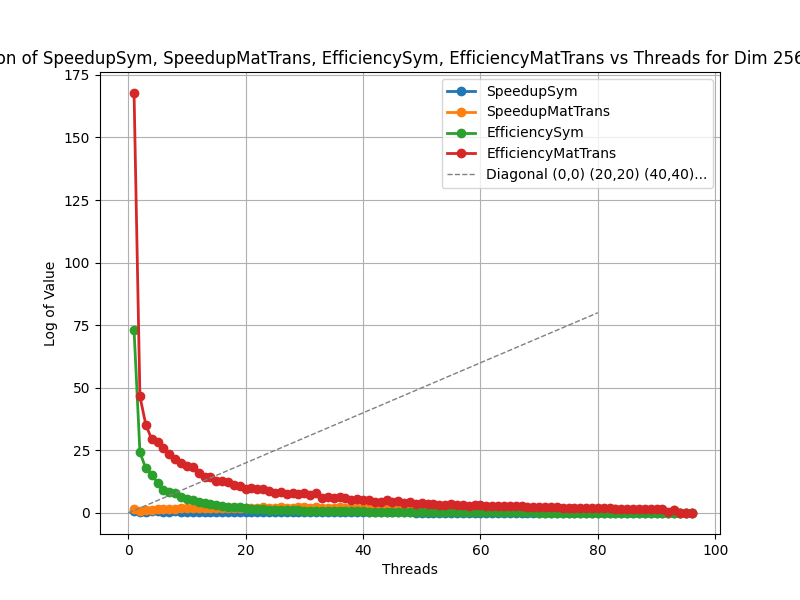 on of SpeedupSym, SpeedupMatTrans, EfficiencySym, EfficiencyMatTrans vs Threads for Dim 256
175
150
125
100
75
50
25
0
Log of Value
SpeedupSym
SpeedupMatTrans
EfficiencySym
EfficiencyMatTrans
Diagonal (0,0) (20,20) (40,40)...
0 20 40 60 80 100
Threads